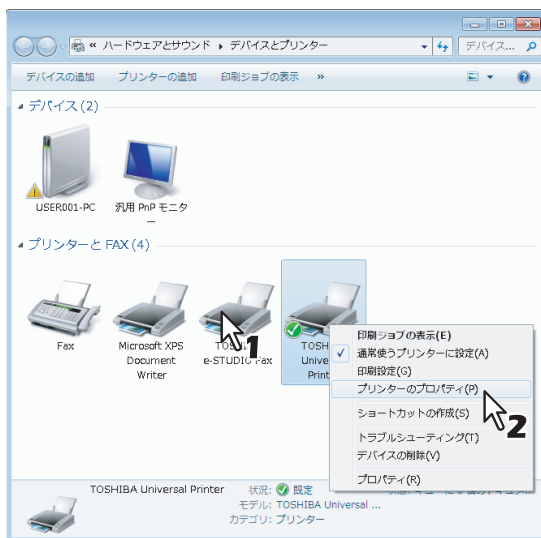 « ハードウェアとサウンド ▸ デバイスとプリンター
デバイス...
デバイスの追加 プリンターの追加 印刷ジョブの表示 »
デバイス (2)
USER001-PC
汎用 PnP モニタ
ー
プリンターと FAX (4)
Fax
Microsoft XPS
Document
Writer
e-STUDIO Fax
1
TOSH
Unive
Print
印刷ジョブの表示(E)
通常使うプリンターに設定(A)
印刷設定(G)
プリンターのプロパティ(P)
2
ショートカットの作成(S)
トラブルシューティング(T)
デバイスの削除(V)
プロパティ(R)
TOSHIBA Universal Printer 状況: 既定
モデル: TOSHIBA Universal ...
カテゴリ: プリンター